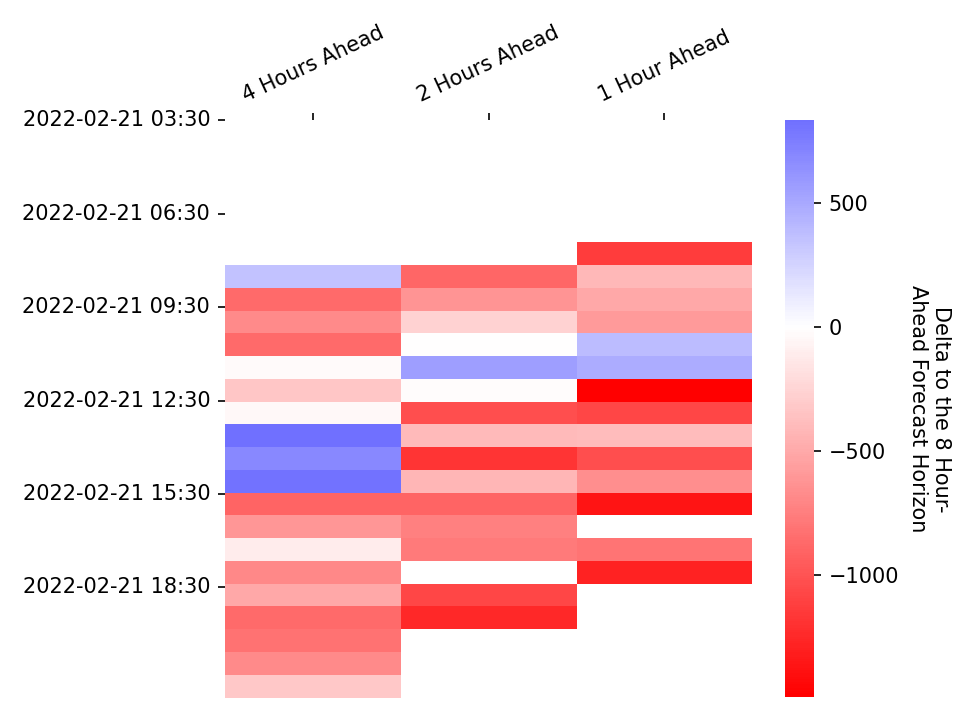 4 Hours Ahead
2 Hours Ahead
1 Hour Ahead
2022-02-21 03:30
2022-02-21 06:30
2022-02-21 09:30
2022-02-21 12:30
2022-02-21 15:30
2022-02-21 18:30
500
0
−500
−1000
Delta to the 8 Hour-
Ahead Forecast Horizon